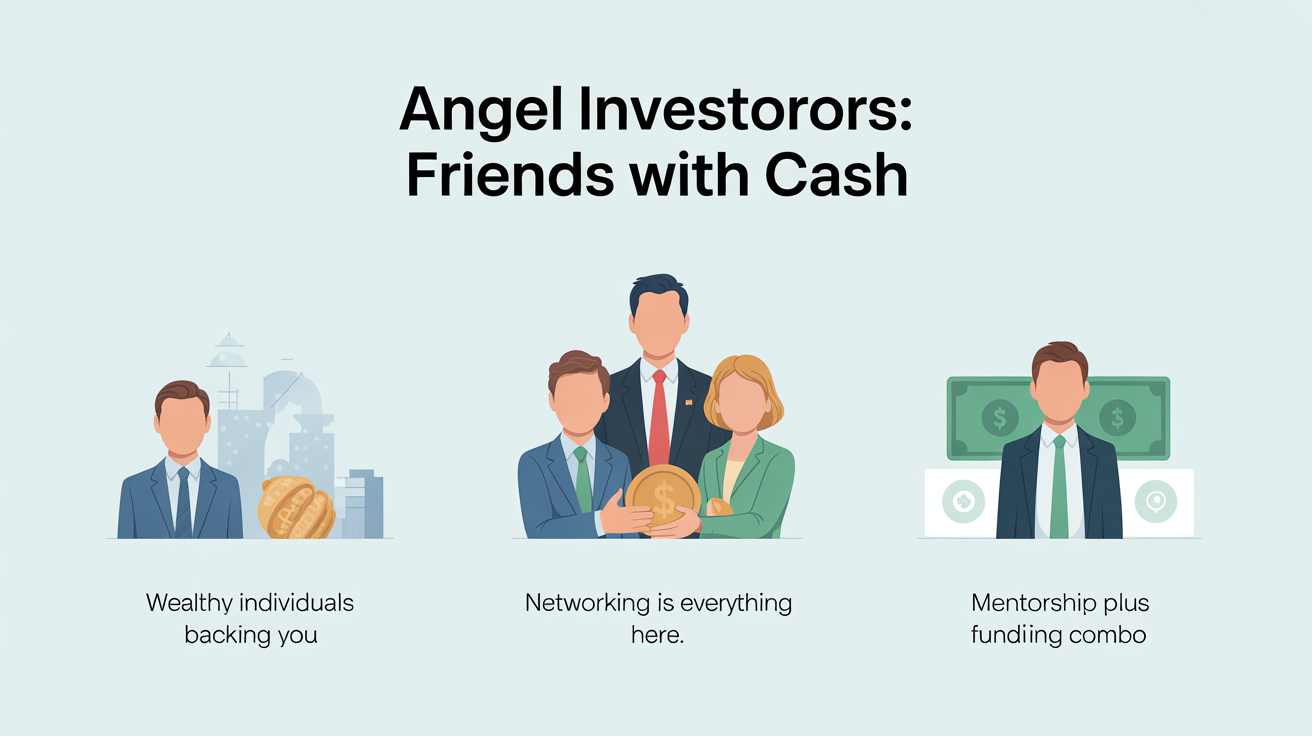 Angel Investorors:
Friends with Cash
$
$ $
Wealthy individuals
backing you
Networking is everything
here.
Mentorship plus
fundiing combo